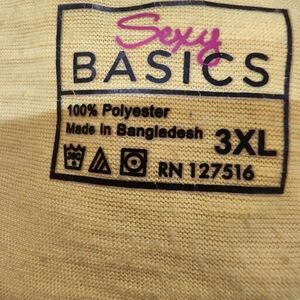 Sexy
BASICS
100% Polyester
Made In Bangladesh
3XL
RN 127516